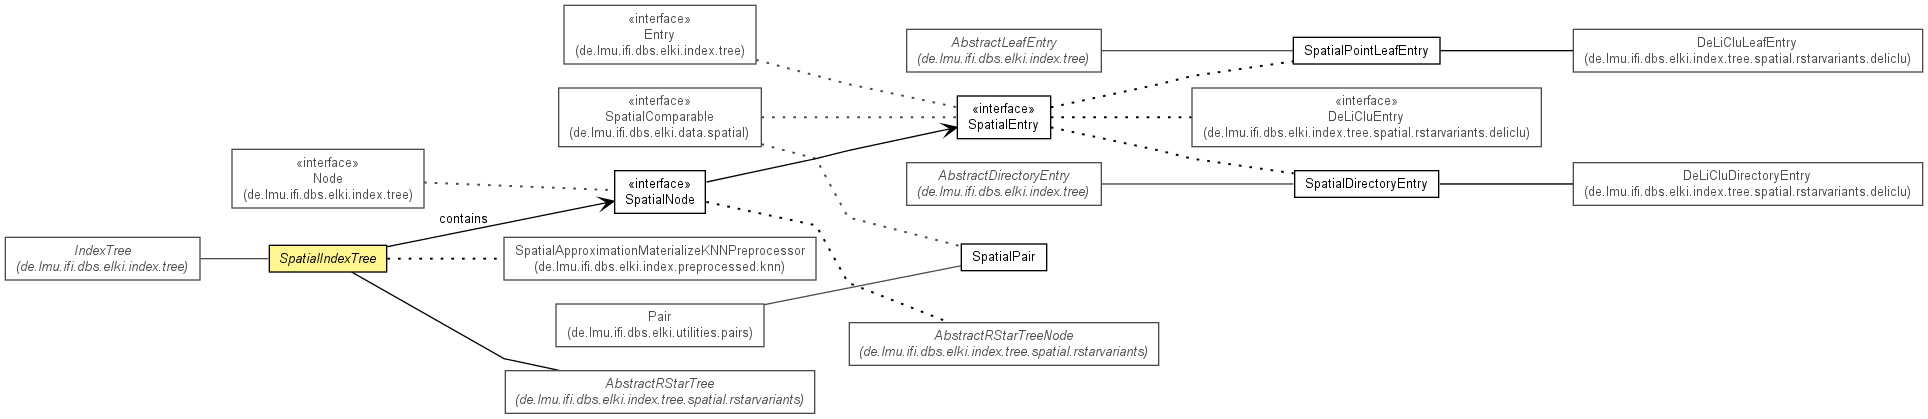 «interface»
Entry
(de.lmu.ifi.dbs.elki.index.tree)
AbstractLeafEntry
(de.lmu.ifi.dbs.elki.index.tree)
SpatialPointLeafEntry
DeLiCluLeafEntry
(de.lmu.ifi.dbs.elki.index.tree.spatial.rstarvariants.deliclu)
«interface»
SpatialComparable
(de.lmu.ifi.dbs.elki.data.spatial)
«interface»
SpatialEntry
«interface»
DeLiCluEntry
(de.lmu.ifi.dbs.elki.index.tree.spatial.rstarvariants.deliclu)
«interface»
Node
(de.lmu.ifi.dbs.elki.index.tree)
«interface»
SpatialNode
AbstractDirectoryEntry
(de.lmu.ifi.dbs.elki.index.tree)
SpatialDirectoryEntry
DeLiCluDirectoryEntry
(de.lmu.ifi.dbs.elki.index.tree.spatial.rstarvariants.deliclu)
contains
IndexTree
(de.lmu.ifi.dbs.elki.index.tree)
SpatialIndexTree
SpatialApproximationMaterializeKNNPreprocessor
(de.lmu.ifi.dbs.elki.index.preprocessed.knn)
SpatialPair
Pair
(de.lmu.ifi.dbs.elki.utilities.pairs)
AbstractRStarTreeNode
(de.lmu.ifi.dbs.elki.index.tree.spatial.rstarvariants)
AbstractRStarTree
(de.lmu.ifi.dbs.elki.index.tree.spatial.rstarvariants)